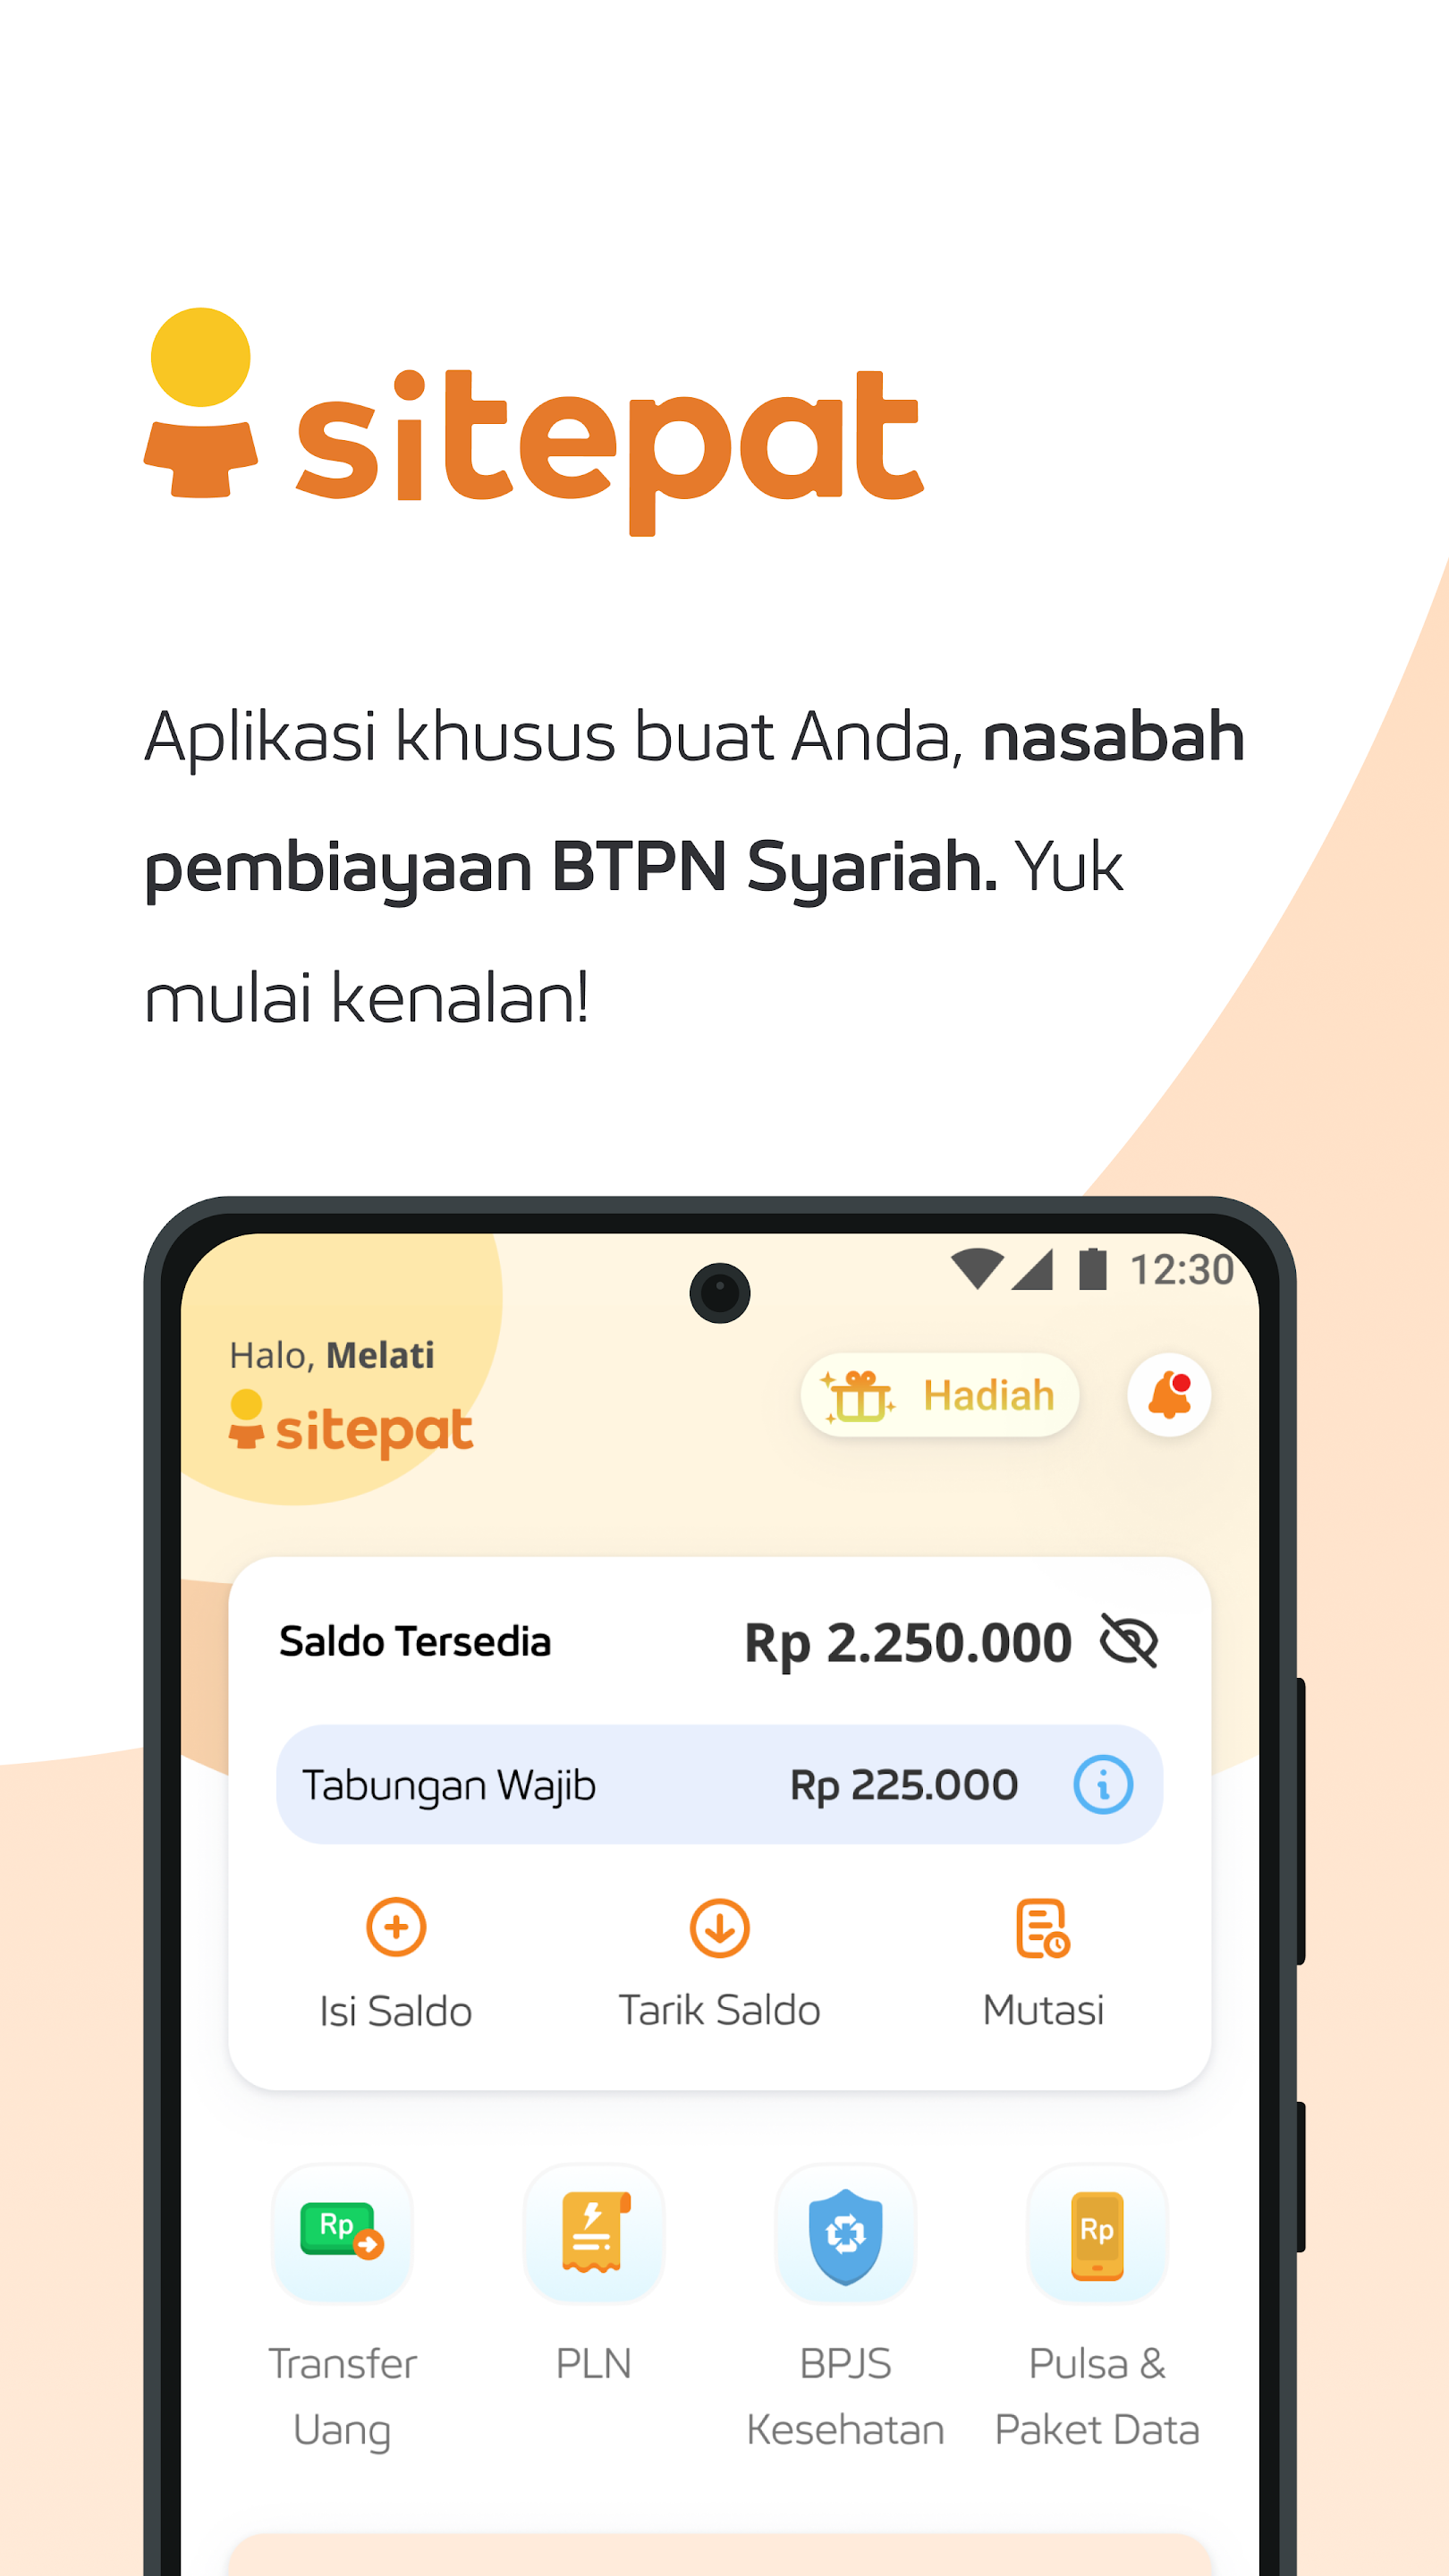 sitepat
Aplikasi khusus buat Anda, nasabah
pembiayaan BTPN Syariah. Yuk
mulai kenalan!
12:30
Halo, Melati
sitepat
Hadiah
Saldo Tersedia Rp 2.250.000
Tabungan Wajib Rp 225.000
Isi Saldo Tarik Saldo Mutasi
Rp Rp
Transfer PLN BPJS Pulsa &
Uang Kesehatan Paket Data